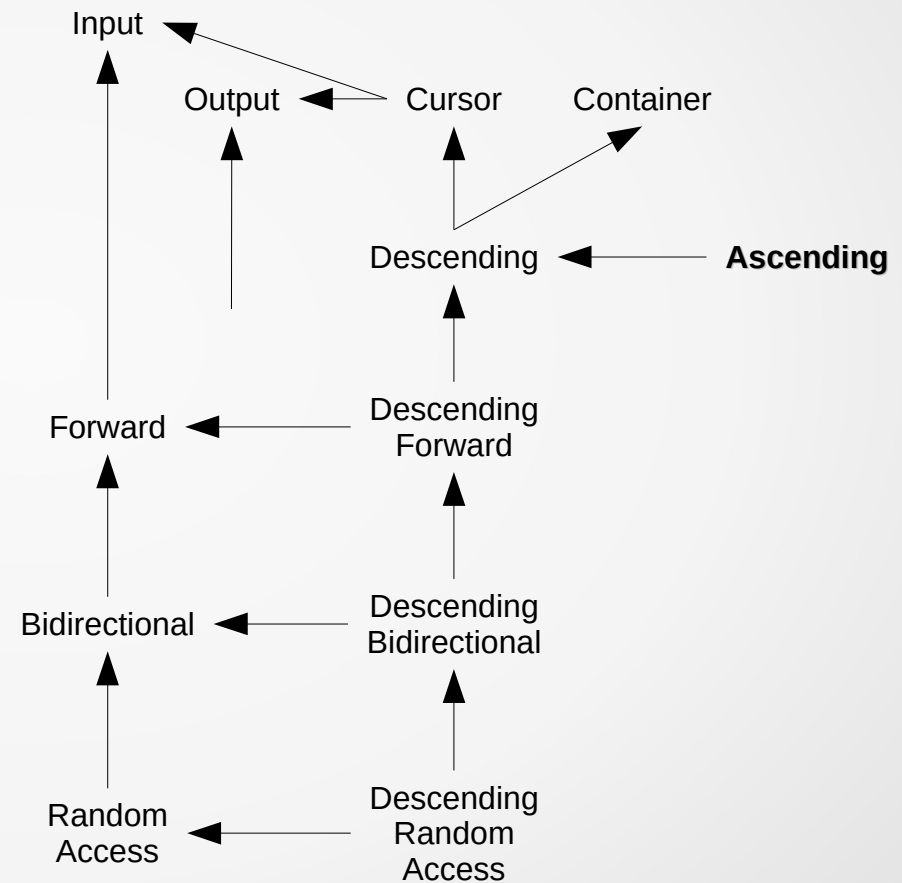 Input
Output
Cursor
Container
Descending
Ascending
Forward
Descending
Forward
Bidirectional
Descending
Bidirectional
Random
Access
Descending
Random
Access